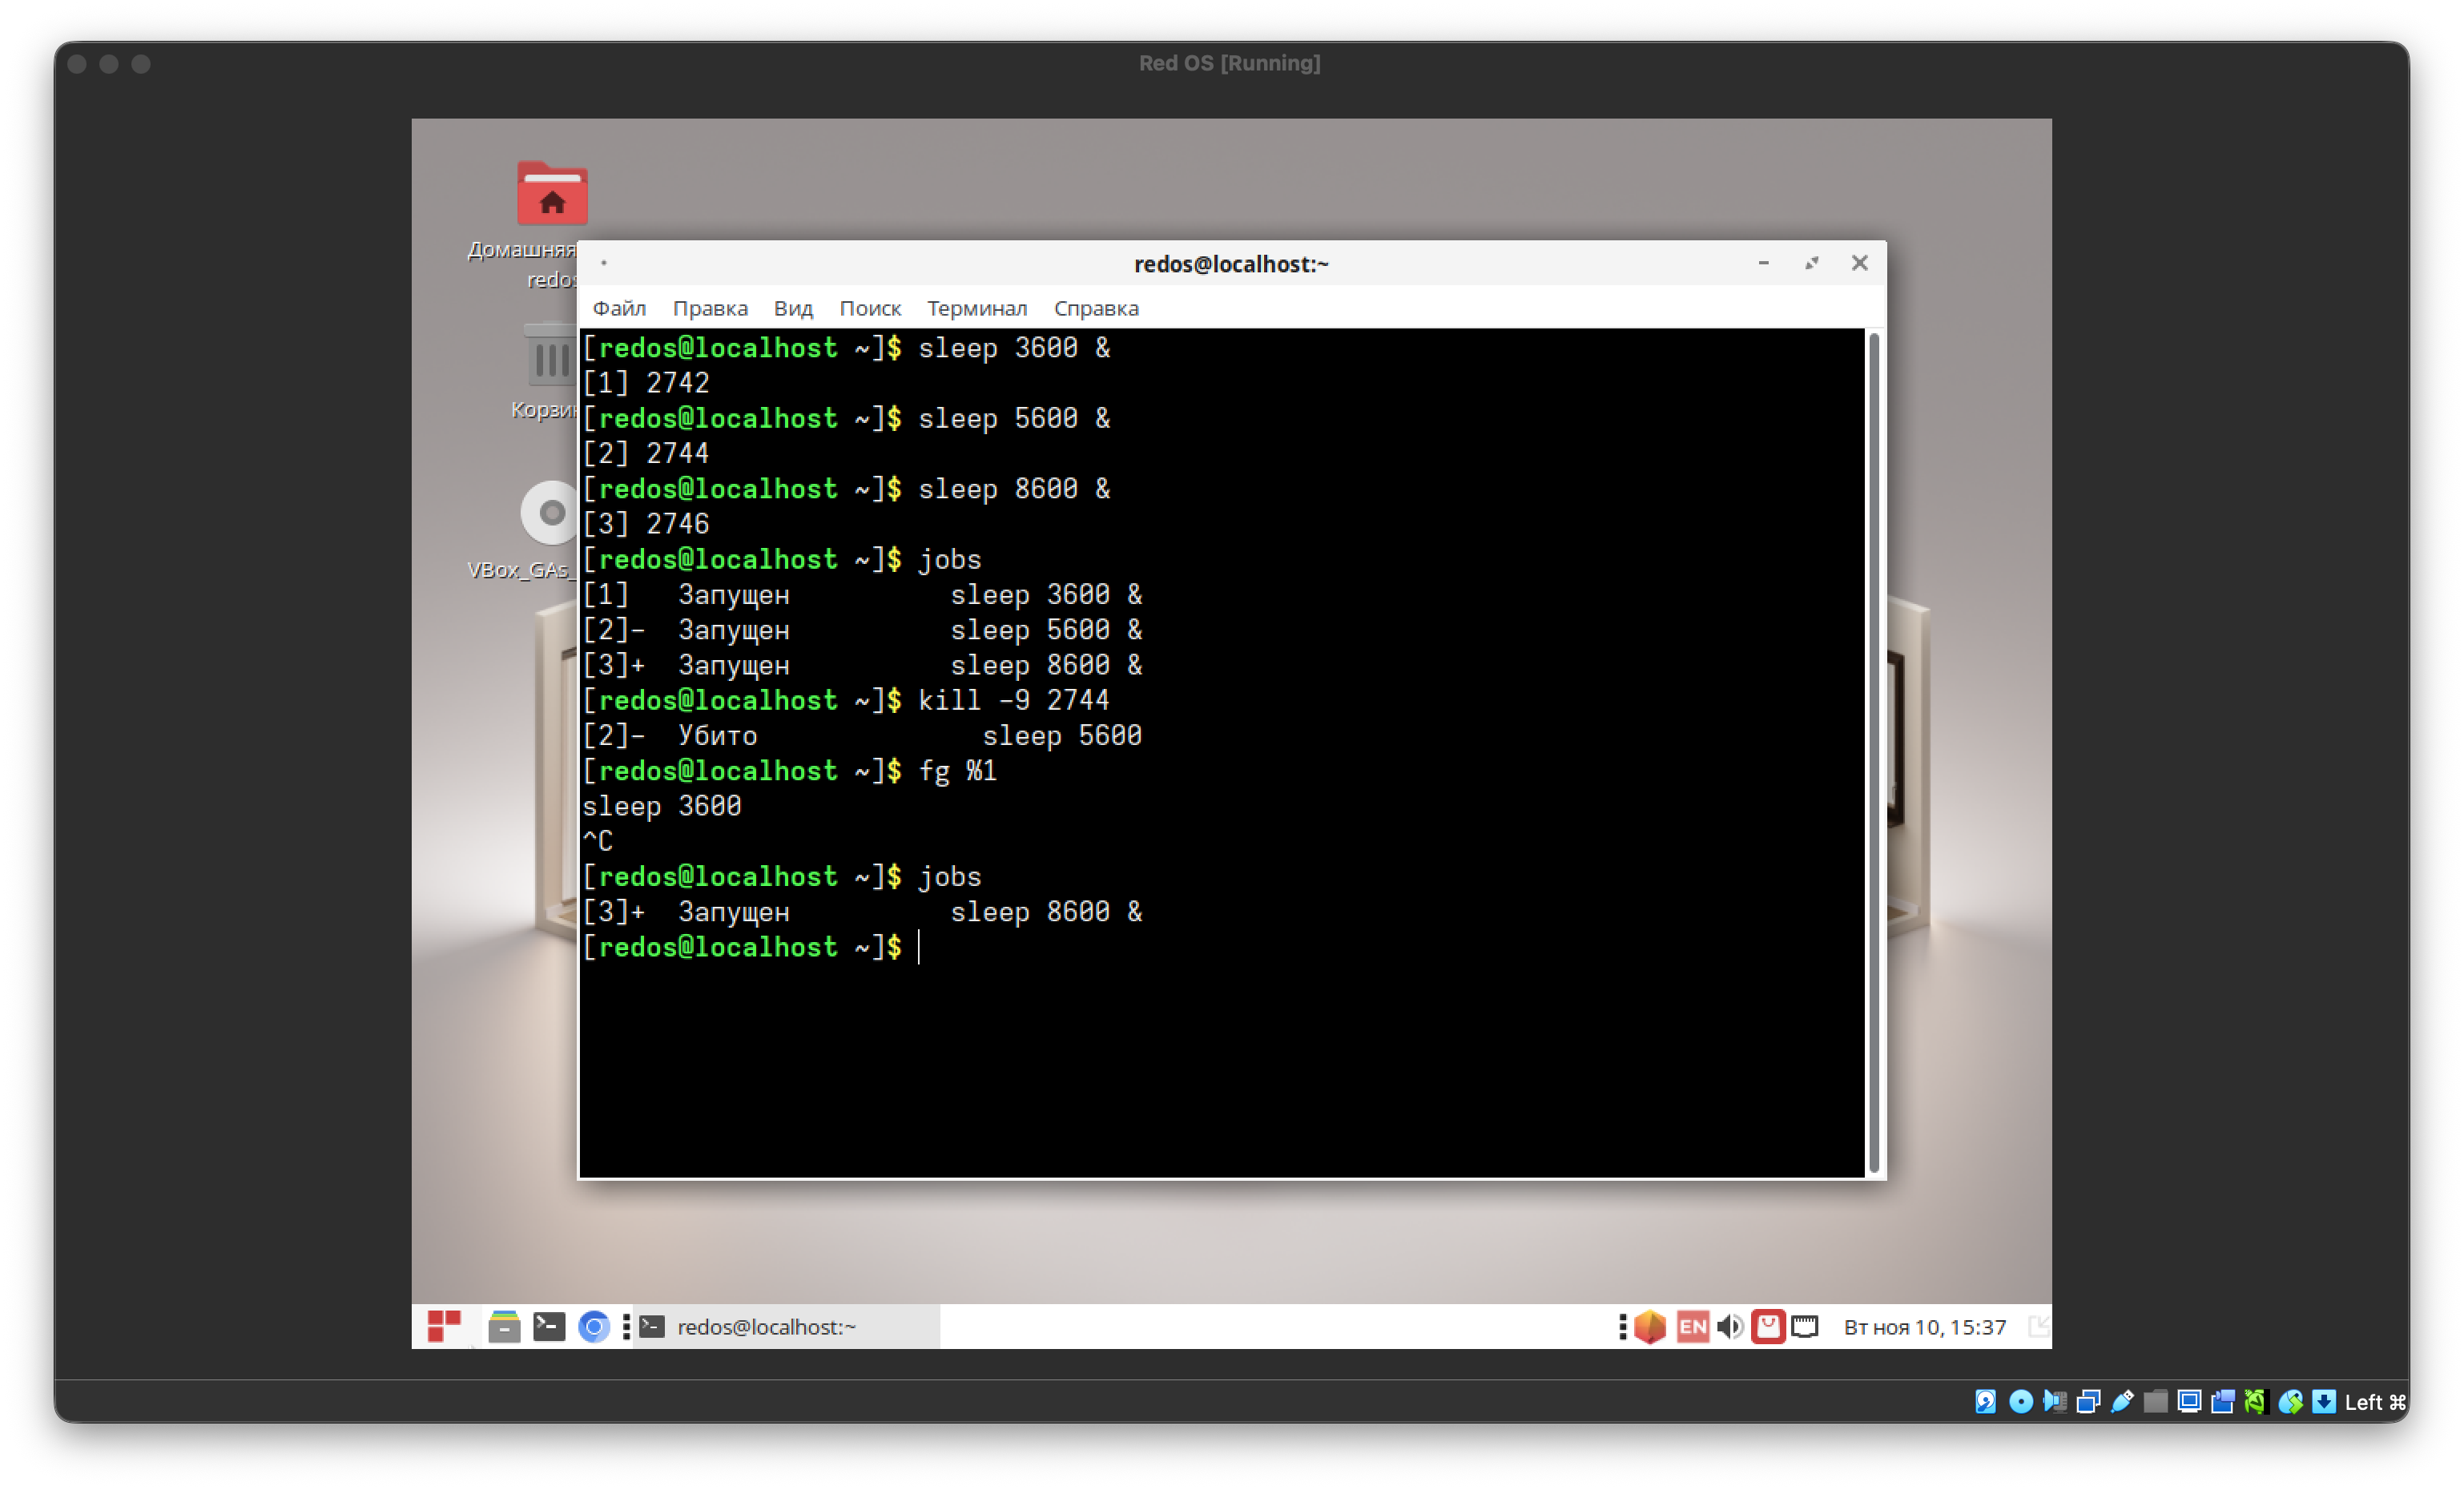 Red OS [Running]
Домашняя
redos
Корзин
VBox_GAs_
redos@localhost:~
Файл Правка Вид Поиск Терминал Справка
[redos@localhost ~]$ sleep 3600 &
[1] 2742
[redos@localhost ~]$ sleep 5600 &
[2] 2744
[redos@localhost ~]$ sleep 8600 &
[3] 2746
[redos@localhost ~]$ jobs
[1]   Запущен          sleep 3600 &
[2]-  Запущен          sleep 5600 &
[3]+  Запущен          sleep 8600 &
[redos@localhost ~]$ kill -9 2744
[2]-  Убито              sleep 5600
[redos@localhost ~]$ fg %1
sleep 3600
^C
[redos@localhost ~]$ jobs
[3]+  Запущен          sleep 8600 &
[redos@localhost ~]$
redos@localhost:~
EN
Вт ноя 10, 15:37
Left ⌘